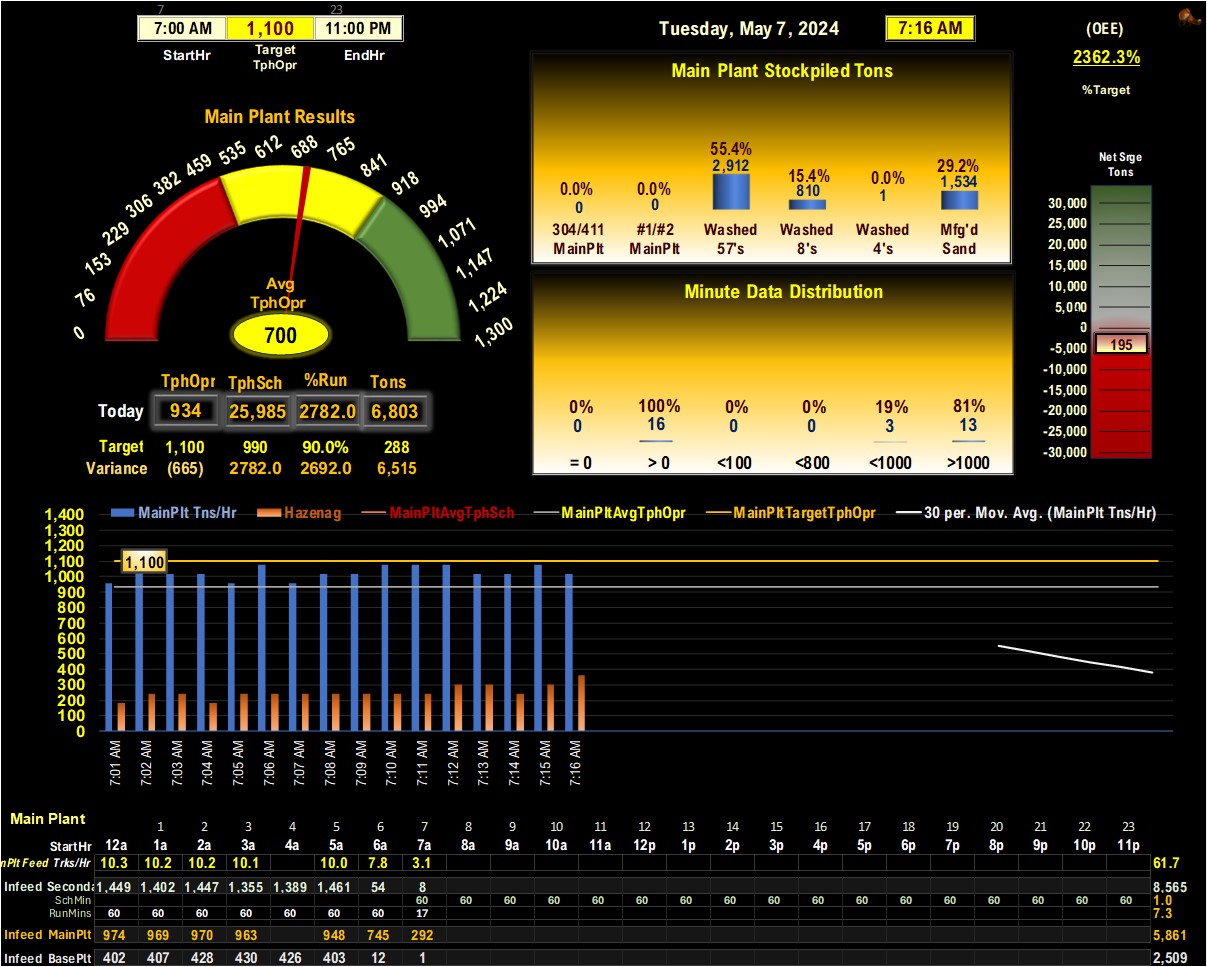 7 23
7:00 AM 1,100 11:00 PM
StartHr Target TphOpr EndHr
Tuesday, May 7, 2024 7:16 AM
(OEE)
2362.3%
%Target
Main Plant Results
0 76 153 229 306 382 459 535 612 688 765 841 918 994 1,071 1,147 1,224 1,300
Avg
TphOpr
700
TphOpr TphSch %Run Tons
Today 934 25,985 2782.0 6,803
Target 1,100 990 90.0% 288
Variance (665) 2782.0 2692.0 6,515
Main Plant Stockpiled Tons
0.0% 0.0% 55.4% 15.4% 0.0% 29.2%
0 0 2,912 810 1 1,534
304/411 #1/#2 Washed Washed Washed Mfg'd
MainPlt MainPlt 57's 8's 4's Sand
Minute Data Distribution
0% 100% 0% 0% 19% 81%
0 16 0 0 3 13
= 0 > 0 <100 <800 <1000 >1000
Net Srge
Tons
30,000
25,000
20,000
15,000
10,000
5,000
0
-5,000
-10,000
-15,000
-20,000
-25,000
-30,000
195
MainPlt Tns/Hr Hazenag MainPltAvgTphSch MainPltAvgTphOpr MainPltTargetTphOpr 30 per. Mov. Avg. (MainPlt Tns/Hr)
1,400
1,300
1,200
1,100
1,000
900
800
700
600
500
400
300
200
100
0
1,100
7:01 AM 7:02 AM 7:03 AM 7:04 AM 7:05 AM 7:06 AM 7:07 AM 7:08 AM 7:09 AM 7:10 AM 7:11 AM 7:12 AM 7:13 AM 7:14 AM 7:15 AM 7:16 AM
Main Plant
1 2 3 4 5 6 7 8 9 10 11 12 13 14 15 16 17 18 19 20 21 22 23
StartHr 12a 1a 2a 3a 4a 5a 6a 7a 8a 9a 10a 11a 12p 1p 2p 3p 4p 5p 6p 7p 8p 9p 10p 11p
nPlt Feed Trks/Hr 10.3 10.2 10.2 10.1 10.0 7.8 3.1 61.7
Infeed Seconda 1,449 1,402 1,447 1,355 1,389 1,461 54 8 8,565
SchMin 60 60 60 60 60 60 60 60 60 60 60 60 60 60 60 60 60 1.0
RunMins 60 60 60 60 60 60 60 17 7.3
Infeed MainPlt 974 969 970 963 948 745 292 5,861
Infeed BasePlt 402 407 428 430 426 403 12 1 2,509